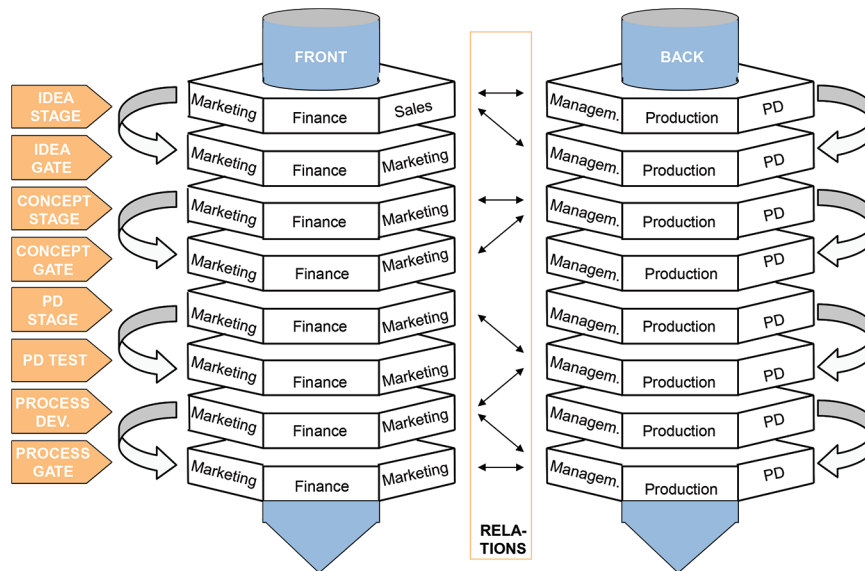 FRONT
BACK
IDEA
STAGE
Marketing
Finance
Sales
Managem.
Production
PD
IDEA
GATE
Marketing
Finance
Marketing
Managem.
Production
PD
CONCEPT
STAGE
Marketing
Finance
Marketing
Managem.
Production
PD
CONCEPT
GATE
Marketing
Finance
Marketing
Managem.
Production
PD
PD
STAGE
Marketing
Finance
Marketing
Managem.
Production
PD
PD TEST
Marketing
Finance
Marketing
Managem.
Production
PD
PROCESS
DEV.
Marketing
Finance
Marketing
Managem.
Production
PD
PROCESS
GATE
Marketing
Finance
Marketing
Managem.
Production
PD
RELA-
TIONS